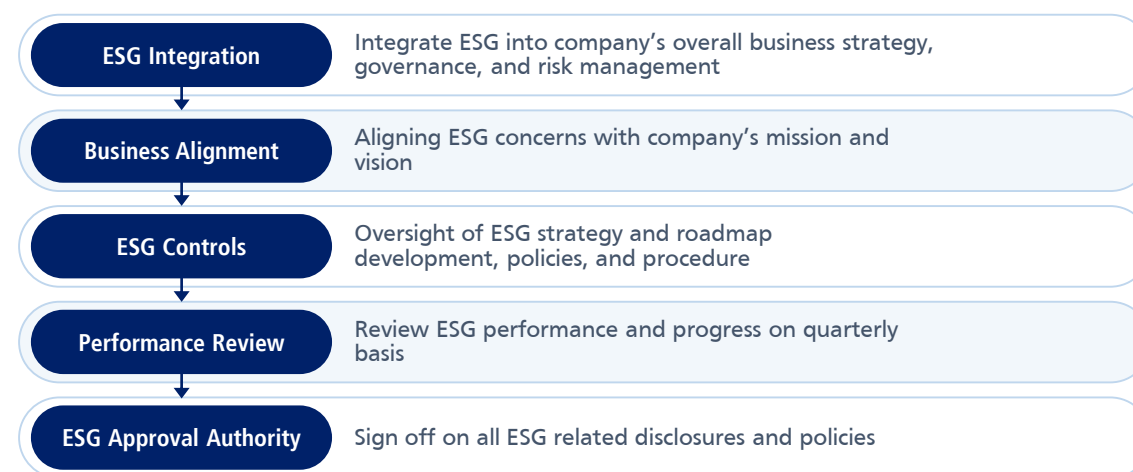 ESG Integration
Integrate ESG into company’s overall business strategy,
governance, and risk management
Business Alignment
Aligning ESG concerns with company’s mission and
vision
ESG Controls
Oversight of ESG strategy and roadmap
development, policies, and procedure
Performance Review
Review ESG performance and progress on quarterly
basis
ESG Approval Authority
Sign off on all ESG related disclosures and policies